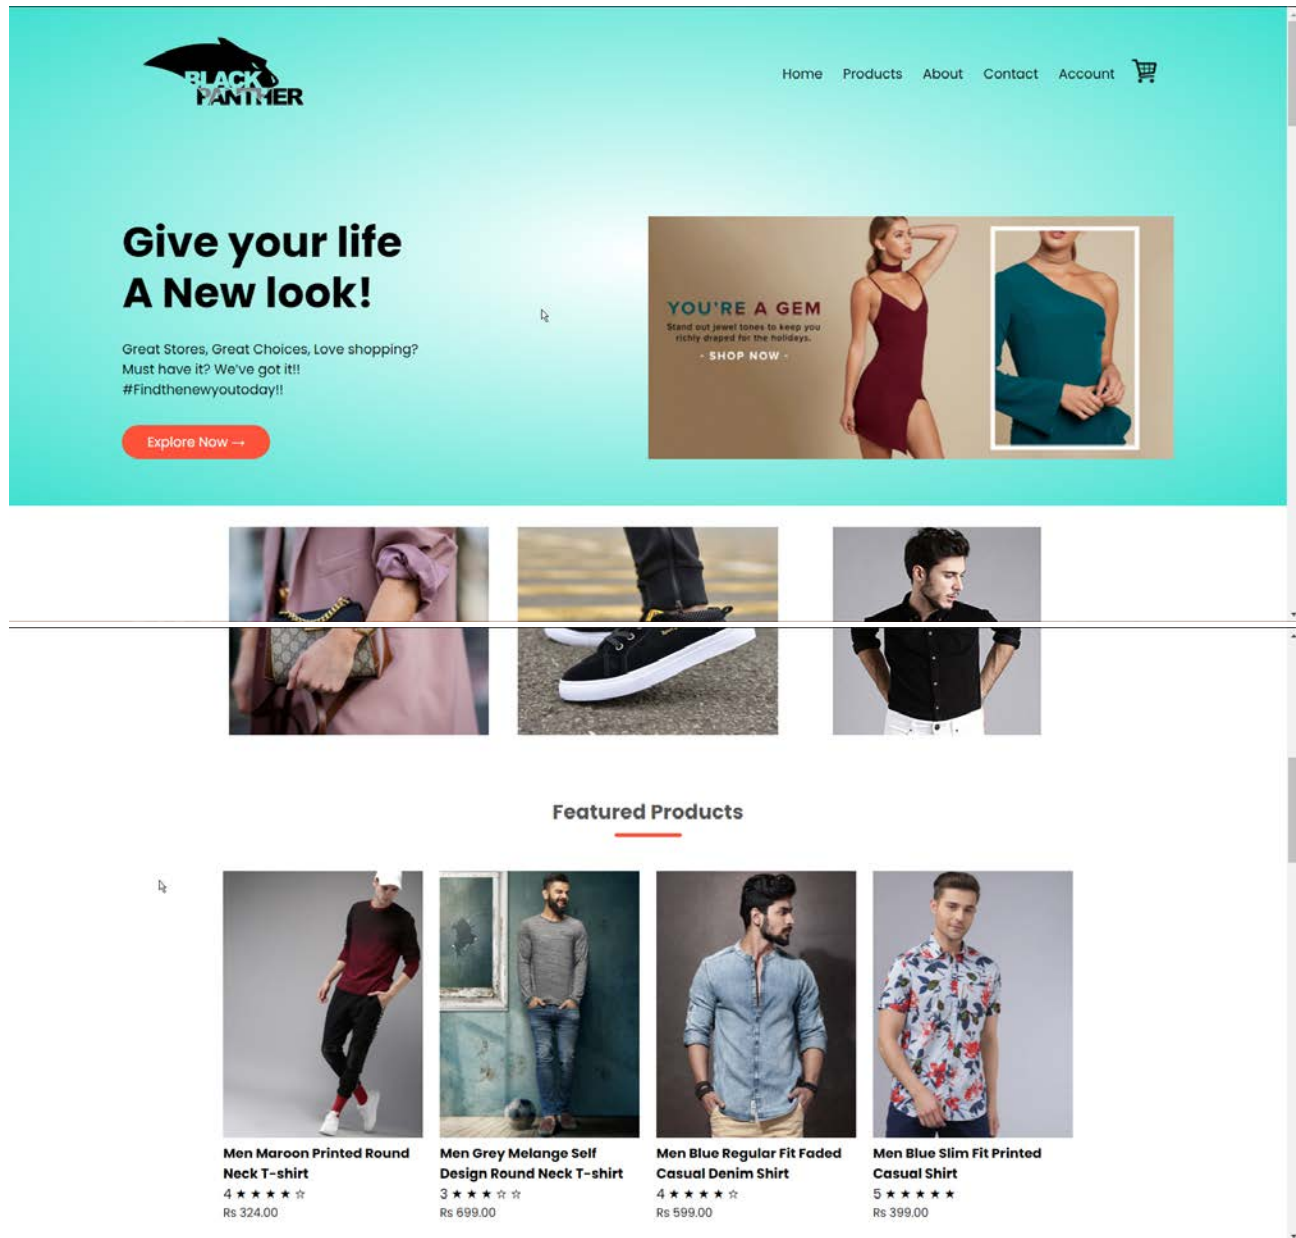 BLACK
PANTHER
Home Products About Contact Account
Give your life
A New look!
Great Stores, Great Choices, Love shopping?
Must have it? We've got it!!
#Findthenewyoutoday!!
Explore Now →
YOU'RE A GEM
Stand out jewel tones to keep you
richly draped for the holidays.
- SHOP NOW -
Featured Products
Men Maroon Printed Round
Neck T-shirt
4 ★ ★ ★ ★ ☆
Rs 324.00
Men Grey Melange Self
Design Round Neck T-shirt
3 ★ ★ ★ ☆ ☆
Rs 699.00
Men Blue Regular Fit Faded
Casual Denim Shirt
4 ★ ★ ★ ★ ☆
Rs 599.00
Men Blue Slim Fit Printed
Casual Shirt
5 ★ ★ ★ ★ ★
Rs 399.00